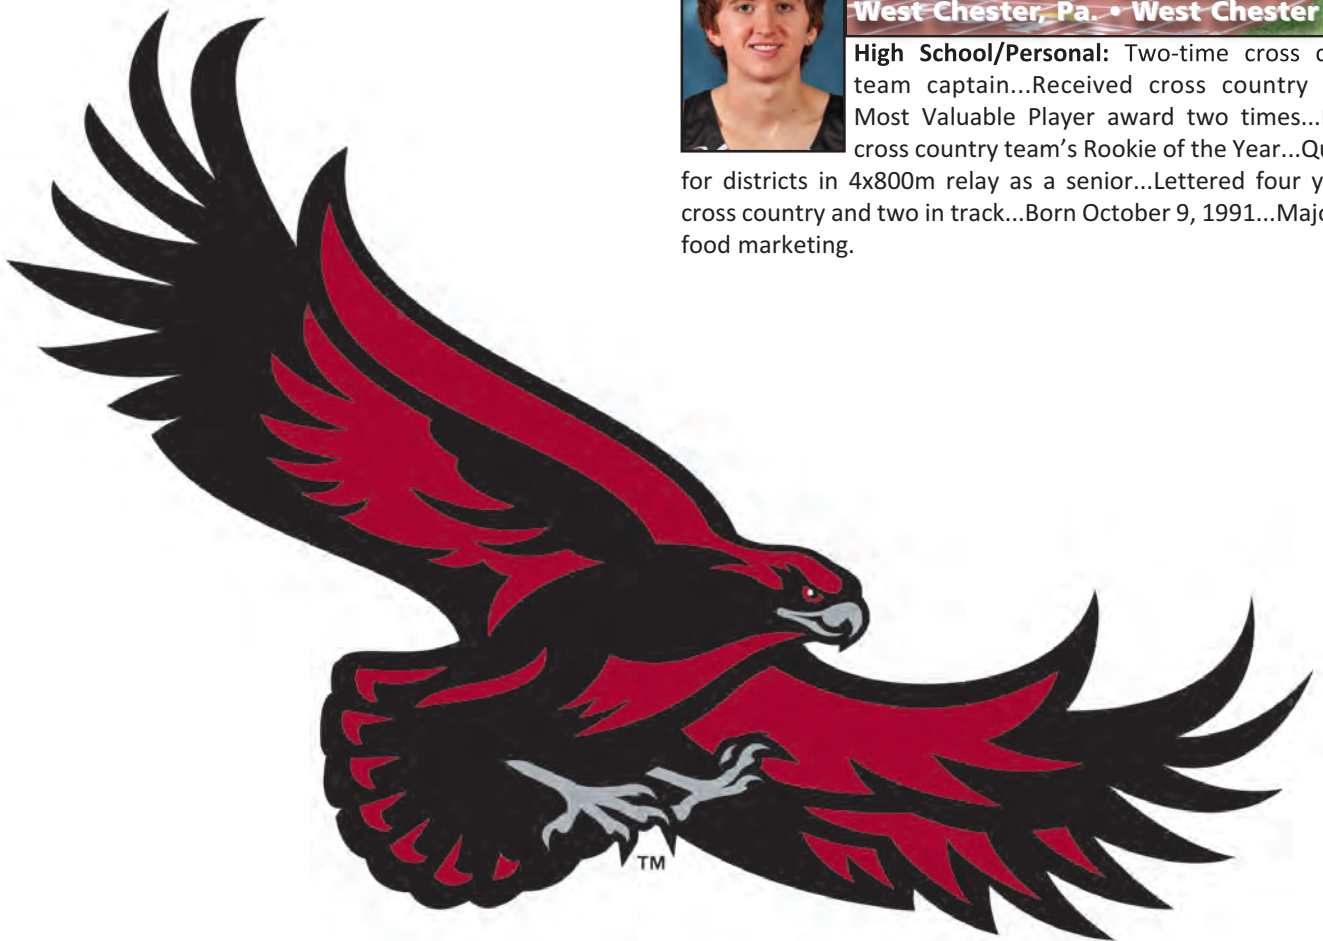 West Chester, Pa. • West Chester
High School/Personal: Two-time cross
team captain...Received cross country
Most Valuable Player award two times...
cross country team's Rookie of the Year...
for districts in 4x800m relay as a senior...Lettered four
cross country and two in track...Born October 9, 1991...
food marketing.
TM